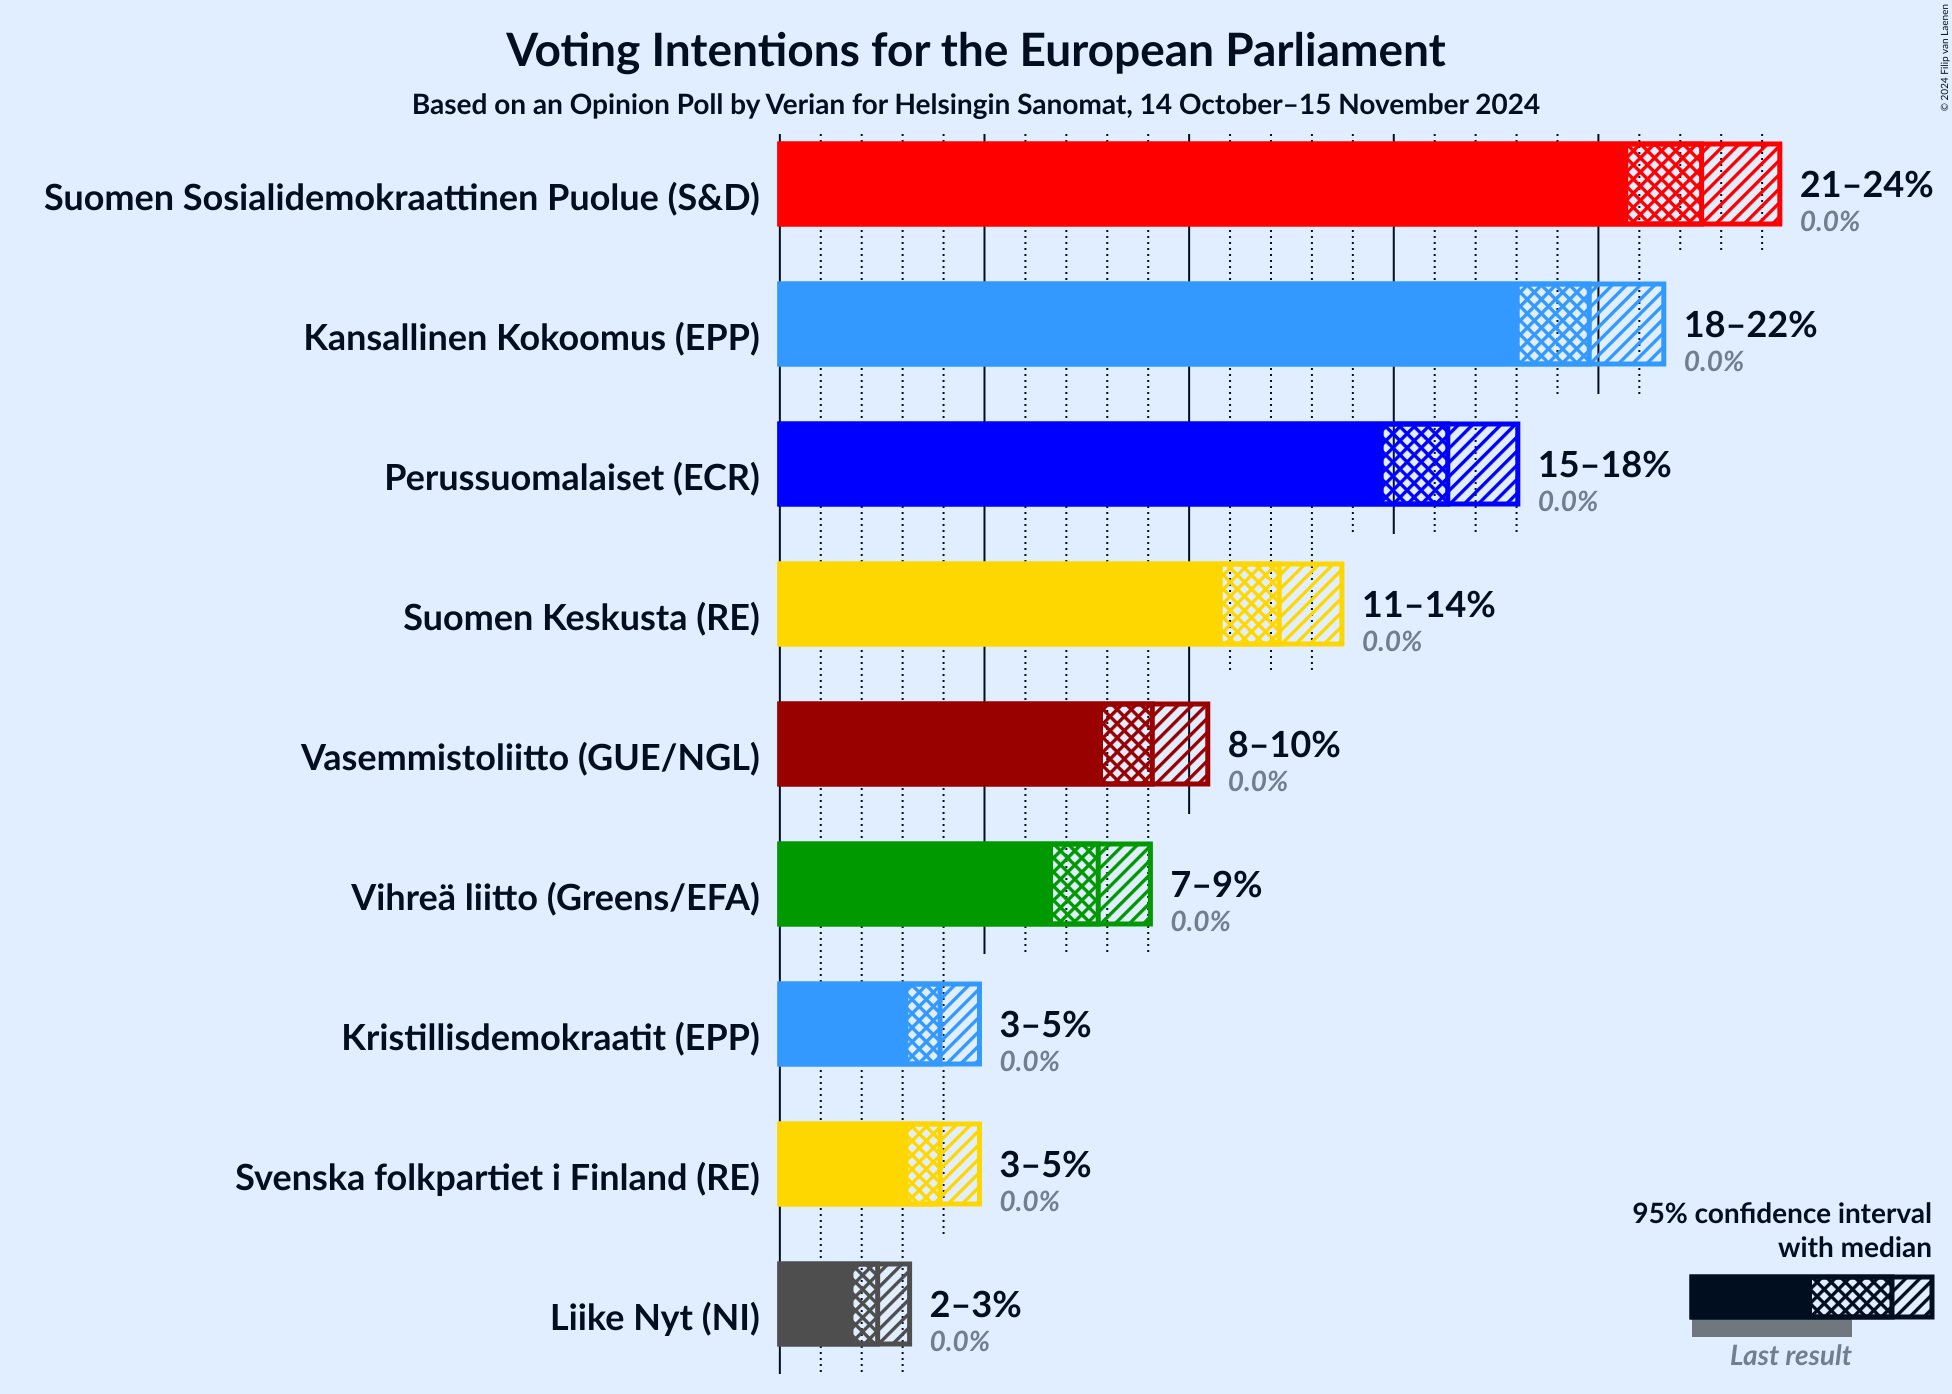 Voting Intentions for the European Parliament
Based on an Opinion Poll by Verian for Helsingin Sanomat, 14 October–15 November 2024
© 2024 Filip van Laenen
Suomen Sosialidemokraattinen Puolue (S&D)
21–24%
0.0%
Kansallinen Kokoomus (EPP)
18–22%
0.0%
Perussuomalaiset (ECR)
15–18%
0.0%
Suomen Keskusta (RE)
11–14%
0.0%
Vasemmistoliitto (GUE/NGL)
8–10%
0.0%
Vihreä liitto (Greens/EFA)
7–9%
0.0%
Kristillisdemokraatit (EPP)
3–5%
0.0%
Svenska folkpartiet i Finland (RE)
3–5%
0.0%
Liike Nyt (NI)
2–3%
0.0%
95% confidence interval
with median
Last result